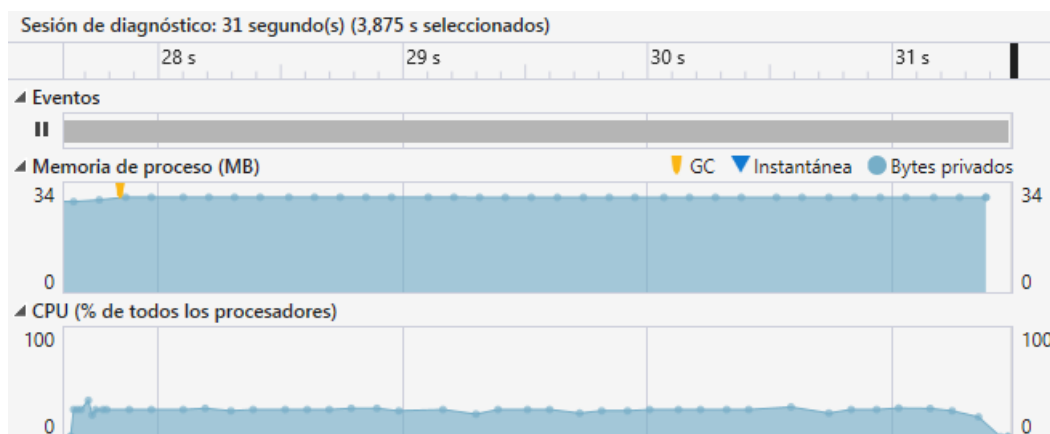 Sesión de diagnóstico: 31 segundo(s) (3,875 s seleccionados)
28 s 29 s 30 s 31 s
Eventos
Memoria de proceso (MB) GC Instantánea Bytes privados
34 34
0 0
CPU (% de todos los procesadores)
100 100
0 0